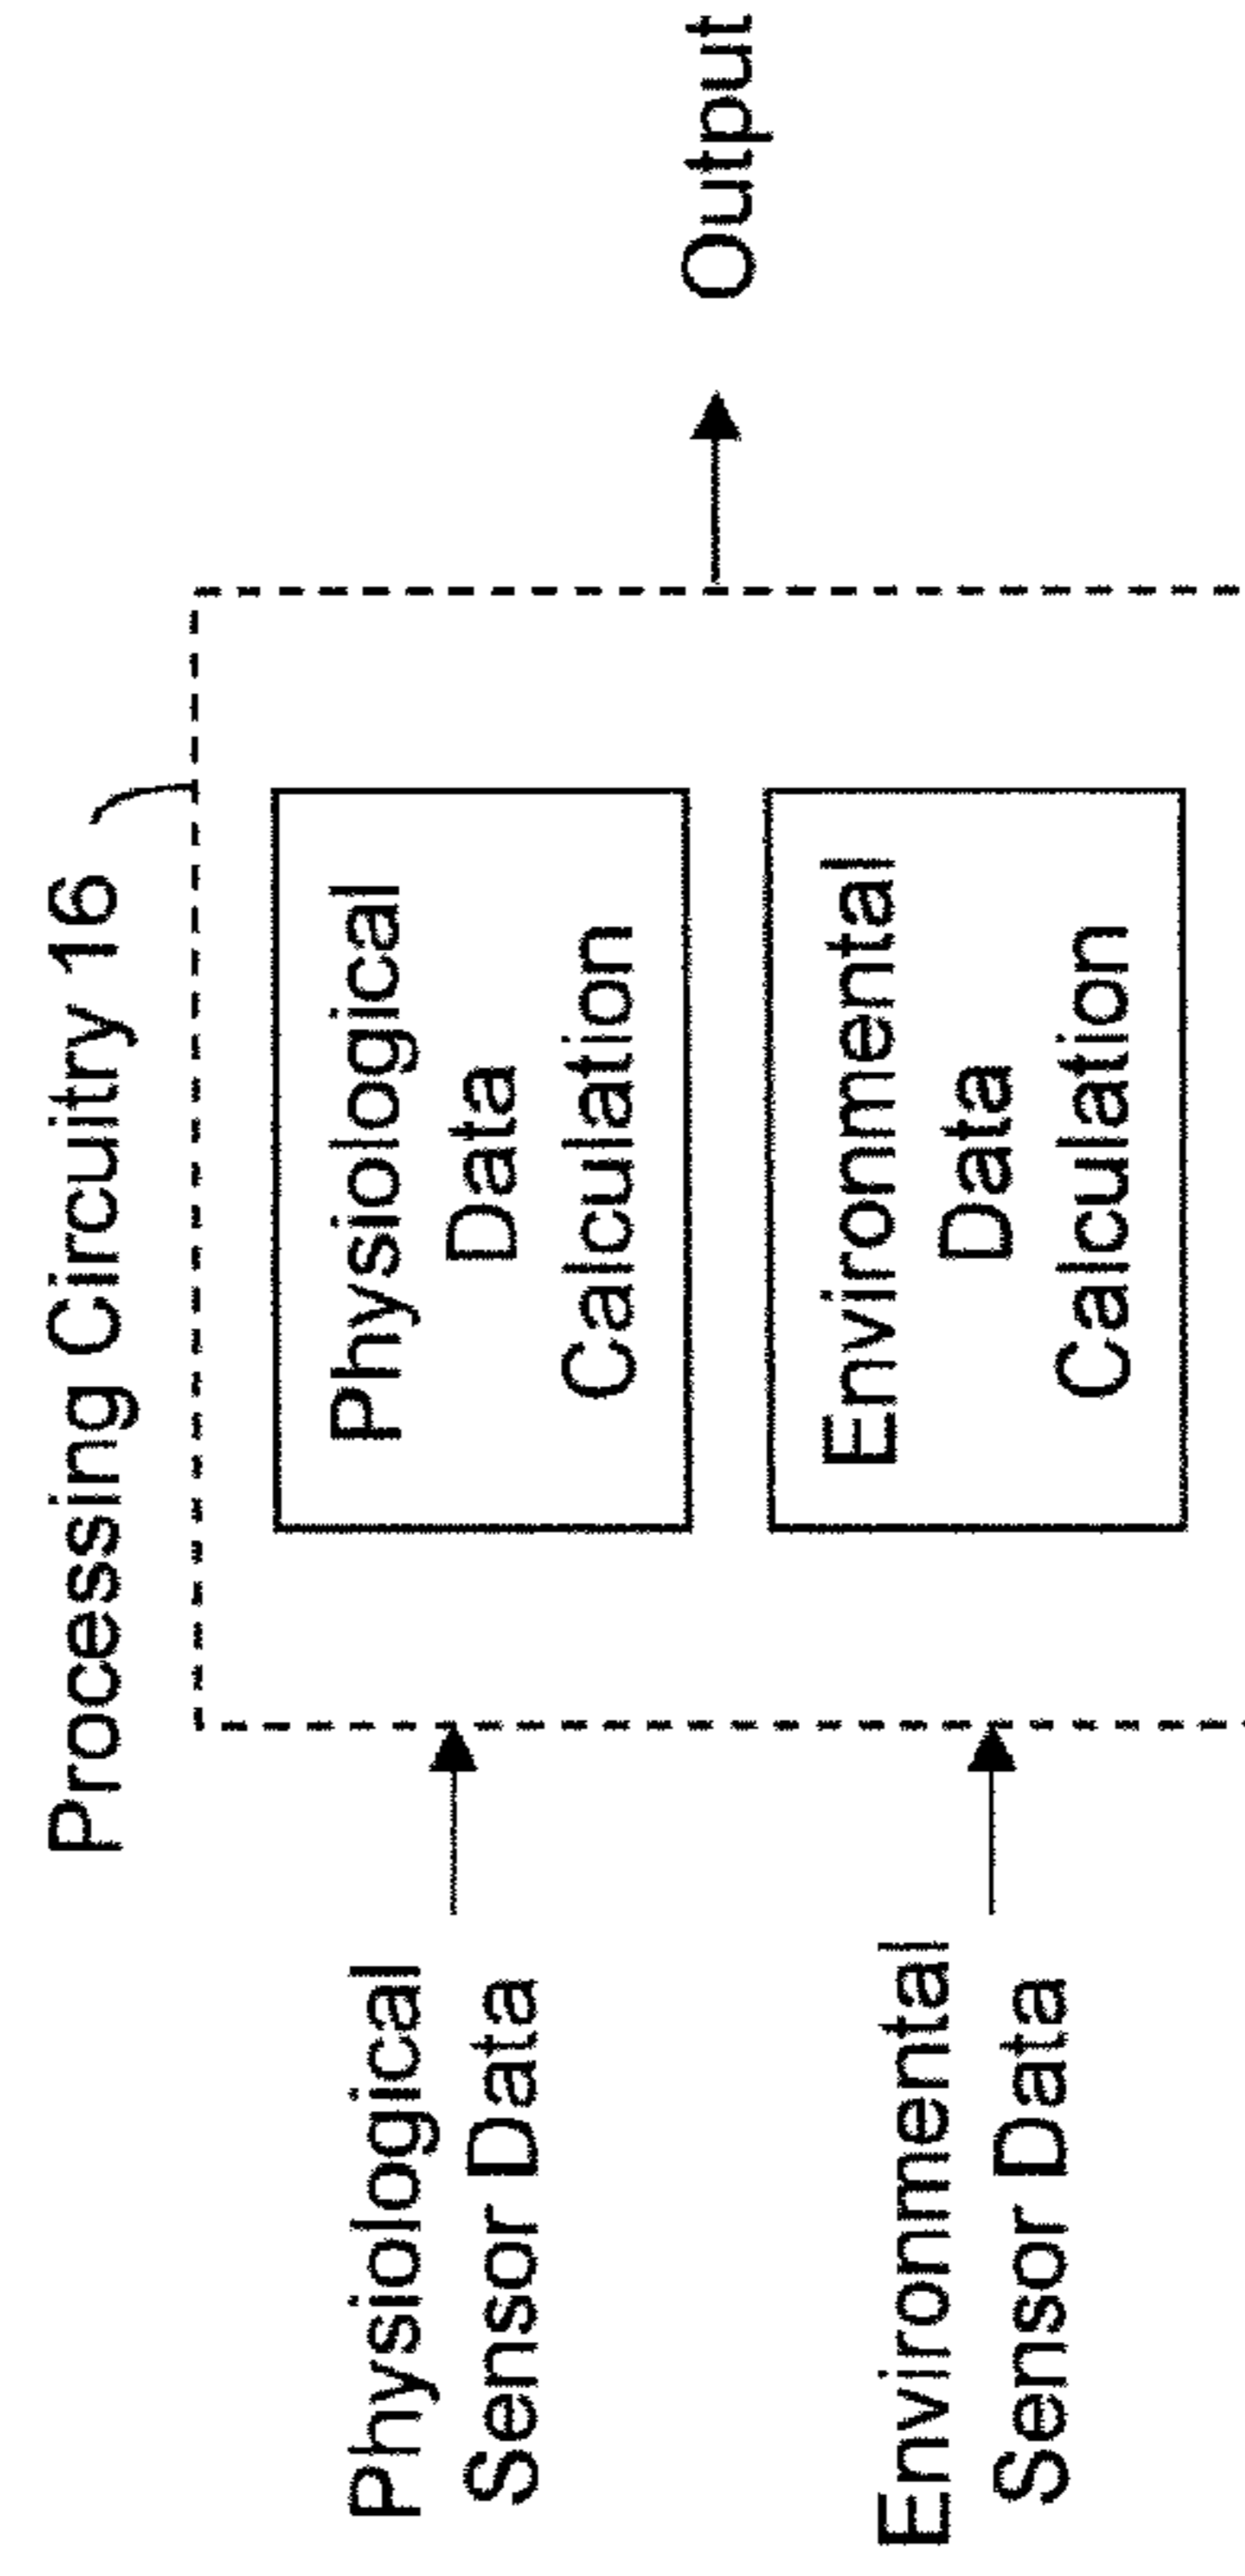 Processing Circuitry 16
Physiological
Sensor Data
Environmental
Sensor Data
Physiological
Data
Calculation
Environmental
Data
Calculation
Output